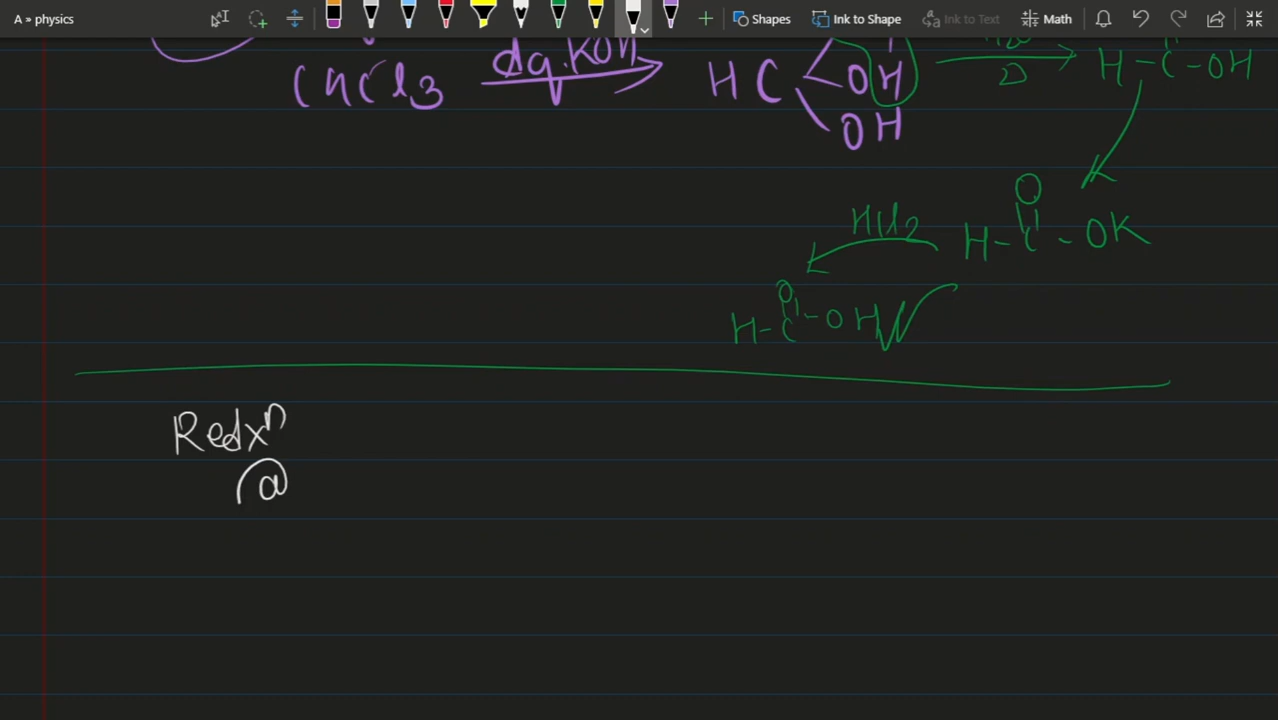 A » physics
Shapes
Ink to Shape
Ink to Text
Math
CHCl3 aq.KOH HC OH OH
Δ H - C - OH
O
H - C - OK
HCl2
O
H - C - OH
Redxn
a